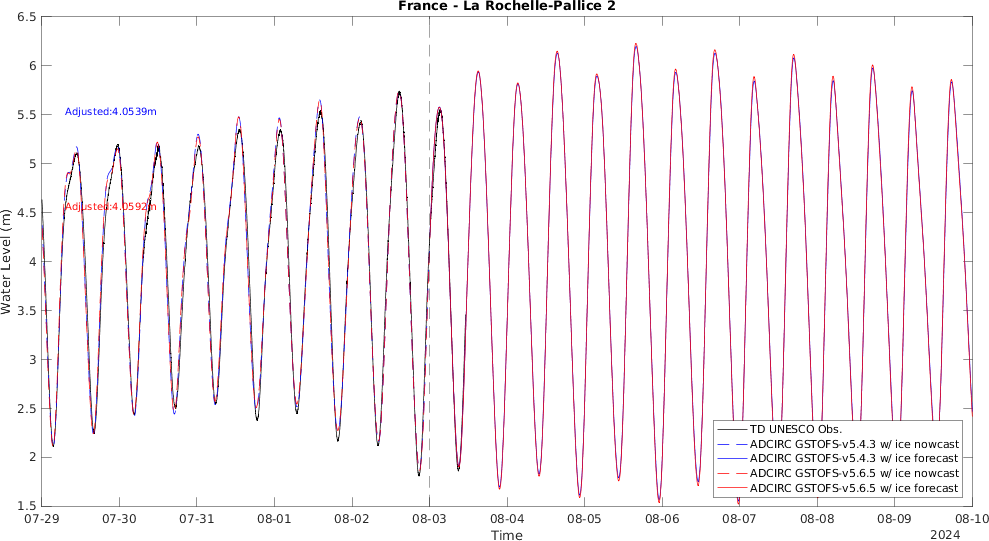 France - La Rochelle-Pallice 2
6.5
6
5.5
5
4.5
4
3.5
3
2.5
2
1.5
Water Level (m)
Adjusted:4.0539m
Adjusted:4.0592m
TD UNESCO Obs.
ADCIRC GSTOFS-v5.4.3 w/ ice nowcast
ADCIRC GSTOFS-v5.4.3 w/ ice forecast
ADCIRC GSTOFS-v5.6.5 w/ ice nowcast
ADCIRC GSTOFS-v5.6.5 w/ ice forecast
07-29 07-30 07-31 08-01 08-02 08-03 08-04 08-05 08-06 08-07 08-08 08-09 08-10
Time
2024